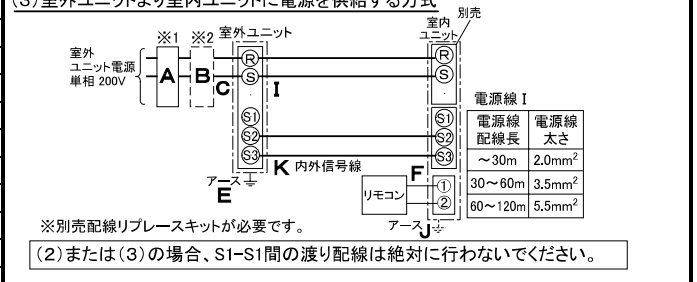 (3)室外ユニットより室内ユニットに電源を供給する方式
別売
※1 ※2 室外ユニット
室内
ユニット
室外
ユニット電源
単相 200V
A B C I
R R
S S
電源線 I
電源線 電源線
配線長 太さ
～30m 2.0mm²
30～60m 3.5mm²
60～120m 5.5mm²
S1 S1
S2 S2
S3 S3
K 内外信号線
アース
E
F
リモコン
① ②
アース
J
※別売配線リプレースキットが必要です。
(2)または(3)の場合、S1-S1間の渡り配線は絶対に行わないでください。